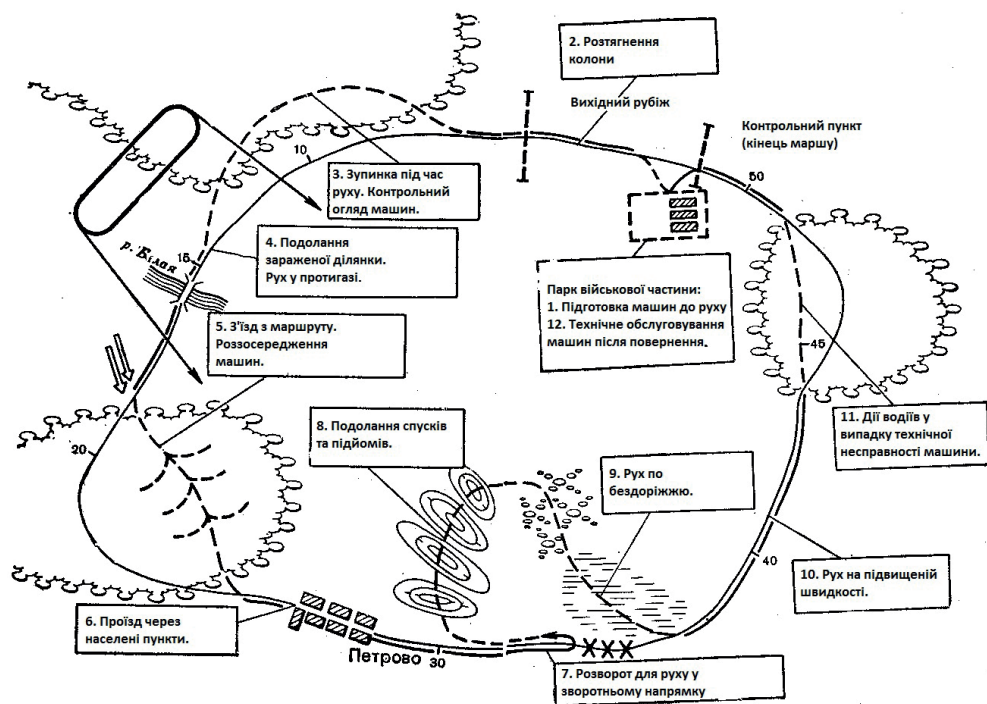 2. Розтягнення
колони
Вихідний рубіж
Контрольний пункт
(кінець маршу)
10
50
3. Зупинка під час
руху. Контрольний
огляд машин.
4. Подолання
зараженої ділянки.
Рух у протигазі.
р. Бѣлая
15
Парк військової частини:
1. Підготовка машин до руху
12. Технічне обслуговування
машин після повернення.
5. З'їзд з маршруту.
Роззосередження
машин.
45
11. Дії водіїв у
випадку технічної
несправності машини.
20
8. Подолання спусків
та підйомів.
9. Рух по
бездоріжжю.
40
10. Рух на підвищеній
швидкості.
6. Проїзд через
населені пункти.
Петрово
30
7. Розворот для руху у
зворотньому напрямку